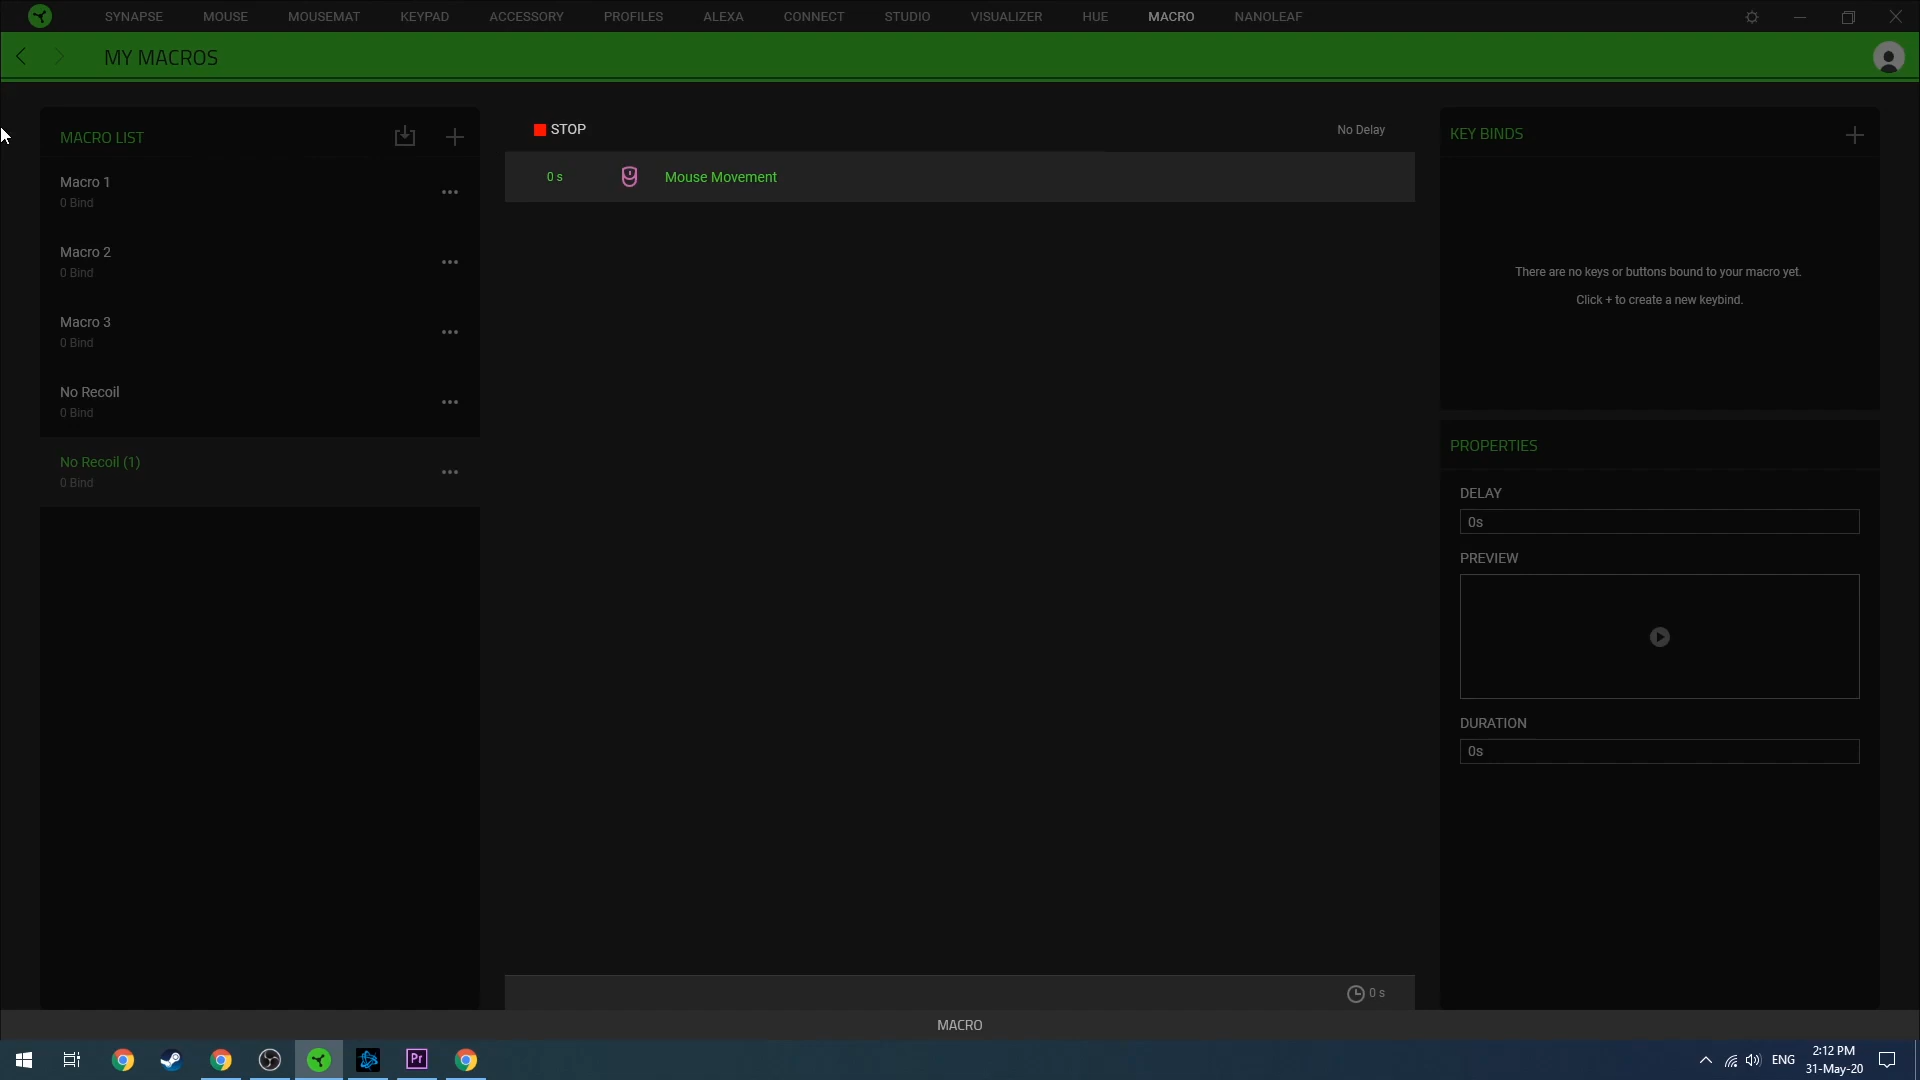 SYNAPSE MOUSE MOUSEMAT KEYPAD ACCESSORY PROFILES ALEXA CONNECT STUDIO VISUALIZER HUE MACRO NANOLEAF
MY MACROS
MACRO LIST
Macro 1
0 Bind
Macro 2
0 Bind
Macro 3
0 Bind
No Recoil
0 Bind
No Recoil (1)
0 Bind
STOP No Delay
0 s Mouse Movement
0 s
KEY BINDS
There are no keys or buttons bound to your macro yet.
Click + to create a new keybind.
PROPERTIES
DELAY
0s
PREVIEW
DURATION
0s
MACRO
Pr
ENG
2:12 PM
31-May-20